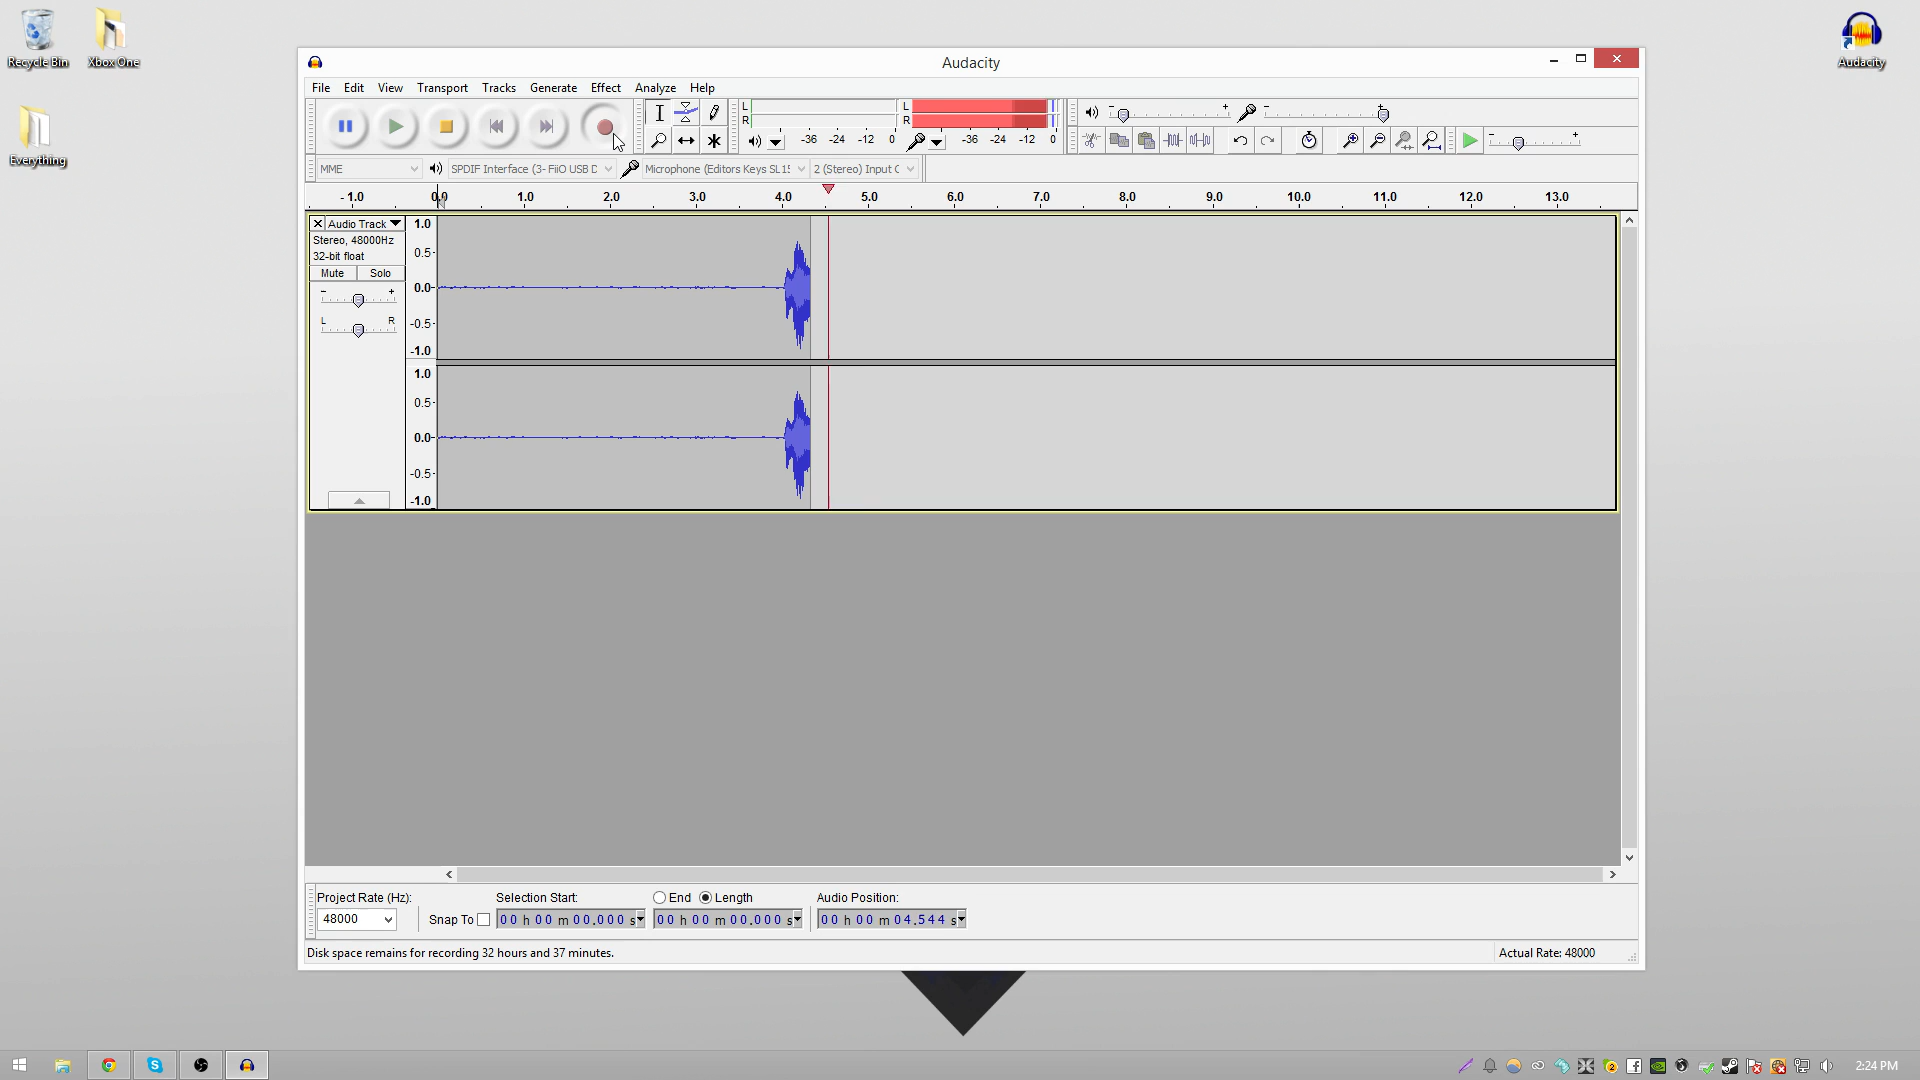 Recycle Bin
Xbox One
Everything
Audacity
Audacity
File Edit View Transport Tracks Generate Effect Analyze Help
L
R
-36 -24 -12 0
L
R
-36 -24 -12 0
- + - +
- +
MME SPDIF Interface (3- FiiO USB D Microphone (Editors Keys SL15 2 (Stereo) Input C
- 1.0 0.0 1.0 2.0 3.0 4.0 5.0 6.0 7.0 8.0 9.0 10.0 11.0 12.0 13.0
X Audio Track
Stereo, 48000Hz
32-bit float
Mute Solo
- +
L R
1.0
0.5-
0.0-
-0.5-
-1.0
1.0
0.5-
0.0-
-0.5-
-1.0
Project Rate (Hz):
48000
Snap To
Selection Start:
00 h 00 m 00.000 s
End Length
00 h 00 m 00.000 s
Audio Position:
00 h 00 m 04.544 s
Disk space remains for recording 32 hours and 37 minutes.
Actual Rate: 48000
2:24 PM